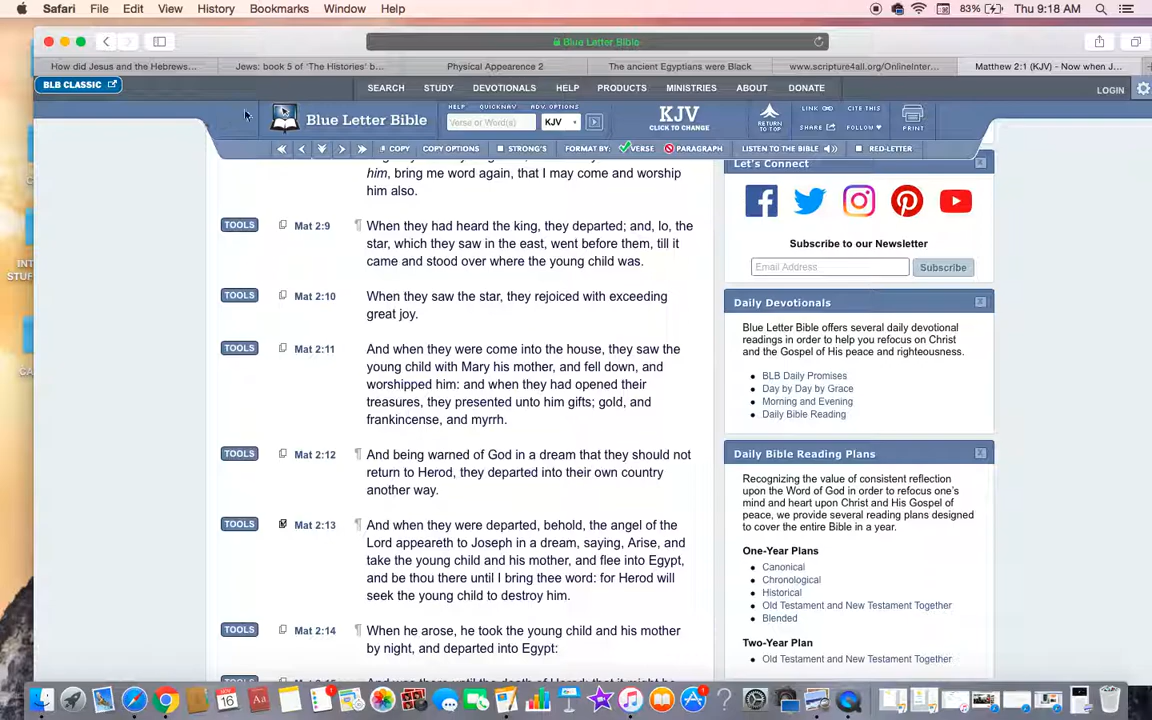 Safari File Edit View History Bookmarks Window Help 83% Thu 9:18 AM
Blue Letter Bible
How did Jesus and the Hebrews... Jews: book 5 of 'The Histories' b... Physical Appearence 2 The ancient Egyptians were Black www.scripture4all.org/OnlineInter... Matthew 2:1 (KJV) - Now when J...
BLB CLASSIC SEARCH STUDY DEVOTIONALS HELP PRODUCTS MINISTRIES ABOUT DONATE LOGIN
HELP QUICKNAV ADV. OPTIONS
Blue Letter Bible Verse or Word(s) KJV
KJV
CLICK TO CHANGE
RETURN
TO TOP
LINK CITE THIS
SHARE FOLLOW
PRINT
COPY COPY OPTIONS STRONG'S FORMAT BY: VERSE PARAGRAPH LISTEN TO THE BIBLE RED-LETTER
him, bring me word again, that I may come and worship
him also.
TOOLS Mat 2:9 ¶ When they had heard the king, they departed; and, lo, the
star, which they saw in the east, went before them, till it
came and stood over where the young child was.
TOOLS Mat 2:10 When they saw the star, they rejoiced with exceeding
great joy.
TOOLS Mat 2:11 And when they were come into the house, they saw the
young child with Mary his mother, and fell down, and
worshipped him: and when they had opened their
treasures, they presented unto him gifts; gold, and
frankincense, and myrrh.
TOOLS Mat 2:12 ¶ And being warned of God in a dream that they should not
return to Herod, they departed into their own country
another way.
TOOLS Mat 2:13 ¶ And when they were departed, behold, the angel of the
Lord appeareth to Joseph in a dream, saying, Arise, and
take the young child and his mother, and flee into Egypt,
and be thou there until I bring thee word: for Herod will
seek the young child to destroy him.
TOOLS Mat 2:14 ¶ When he arose, he took the young child and his mother
by night, and departed into Egypt:
Let's Connect
Subscribe to our Newsletter
Email Address Subscribe
Daily Devotionals
Blue Letter Bible offers several daily devotional
readings in order to help you refocus on Christ
and the Gospel of His peace and righteousness.
BLB Daily Promises
Day by Day by Grace
Morning and Evening
Daily Bible Reading
Daily Bible Reading Plans
Recognizing the value of consistent reflection
upon the Word of God in order to refocus one's
mind and heart upon Christ and His Gospel of
peace, we provide several reading plans designed
to cover the entire Bible in a year.
One-Year Plans
Canonical
Chronological
Historical
Old Testament and New Testament Together
Blended
Two-Year Plan
Old Testament and New Testament Together